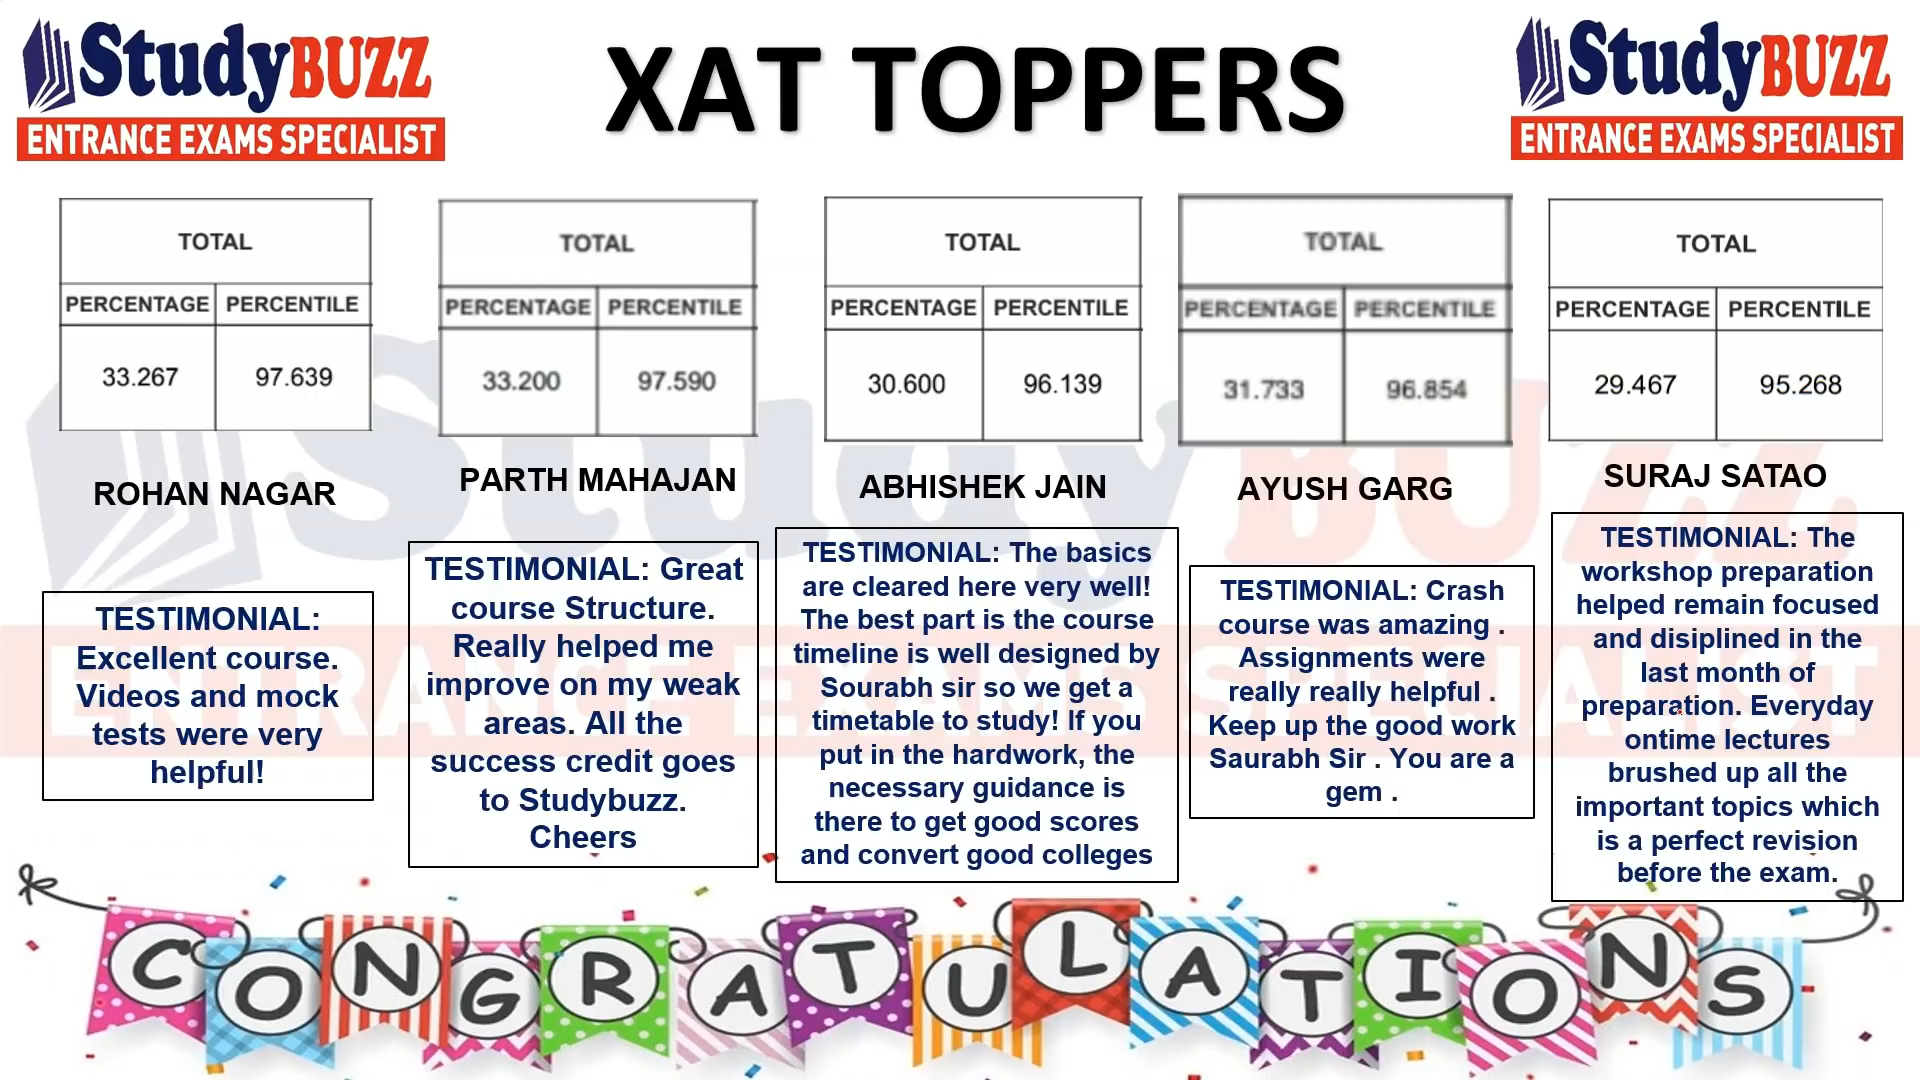 StudyBUZZ
ENTRANCE EXAMS SPECIALIST
XAT TOPPERS
StudyBUZZ
ENTRANCE EXAMS SPECIALIST
TOTAL
PERCENTAGE PERCENTILE
33.267 97.639
ROHAN NAGAR
TESTIMONIAL:
Excellent course.
Videos and mock
tests were very
helpful!
TOTAL
PERCENTAGE PERCENTILE
33.200 97.590
PARTH MAHAJAN
TESTIMONIAL: Great
course Structure.
Really helped me
improve on my weak
areas. All the
success credit goes
to Studybuzz.
Cheers
TOTAL
PERCENTAGE PERCENTILE
30.600 96.139
ABHISHEK JAIN
TESTIMONIAL: The basics
are cleared here very well!
The best part is the course
timeline is well designed by
Sourabh sir so we get a
timetable to study! If you
put in the hardwork, the
necessary guidance is
there to get good scores
and convert good colleges
TOTAL
PERCENTAGE PERCENTILE
31.733 96.854
AYUSH GARG
TESTIMONIAL: Crash
course was amazing .
Assignments were
really really helpful .
Keep up the good work
Saurabh Sir . You are a
gem .
TOTAL
PERCENTAGE PERCENTILE
29.467 95.268
SURAJ SATAO
TESTIMONIAL: The
workshop preparation
helped remain focused
and disiplined in the
last month of
preparation. Everyday
ontime lectures
brushed up all the
important topics which
is a perfect revision
before the exam.
StudyBUZZ
ENTRANCE EXAMS SPECIALIST
CONGRATULATIONS